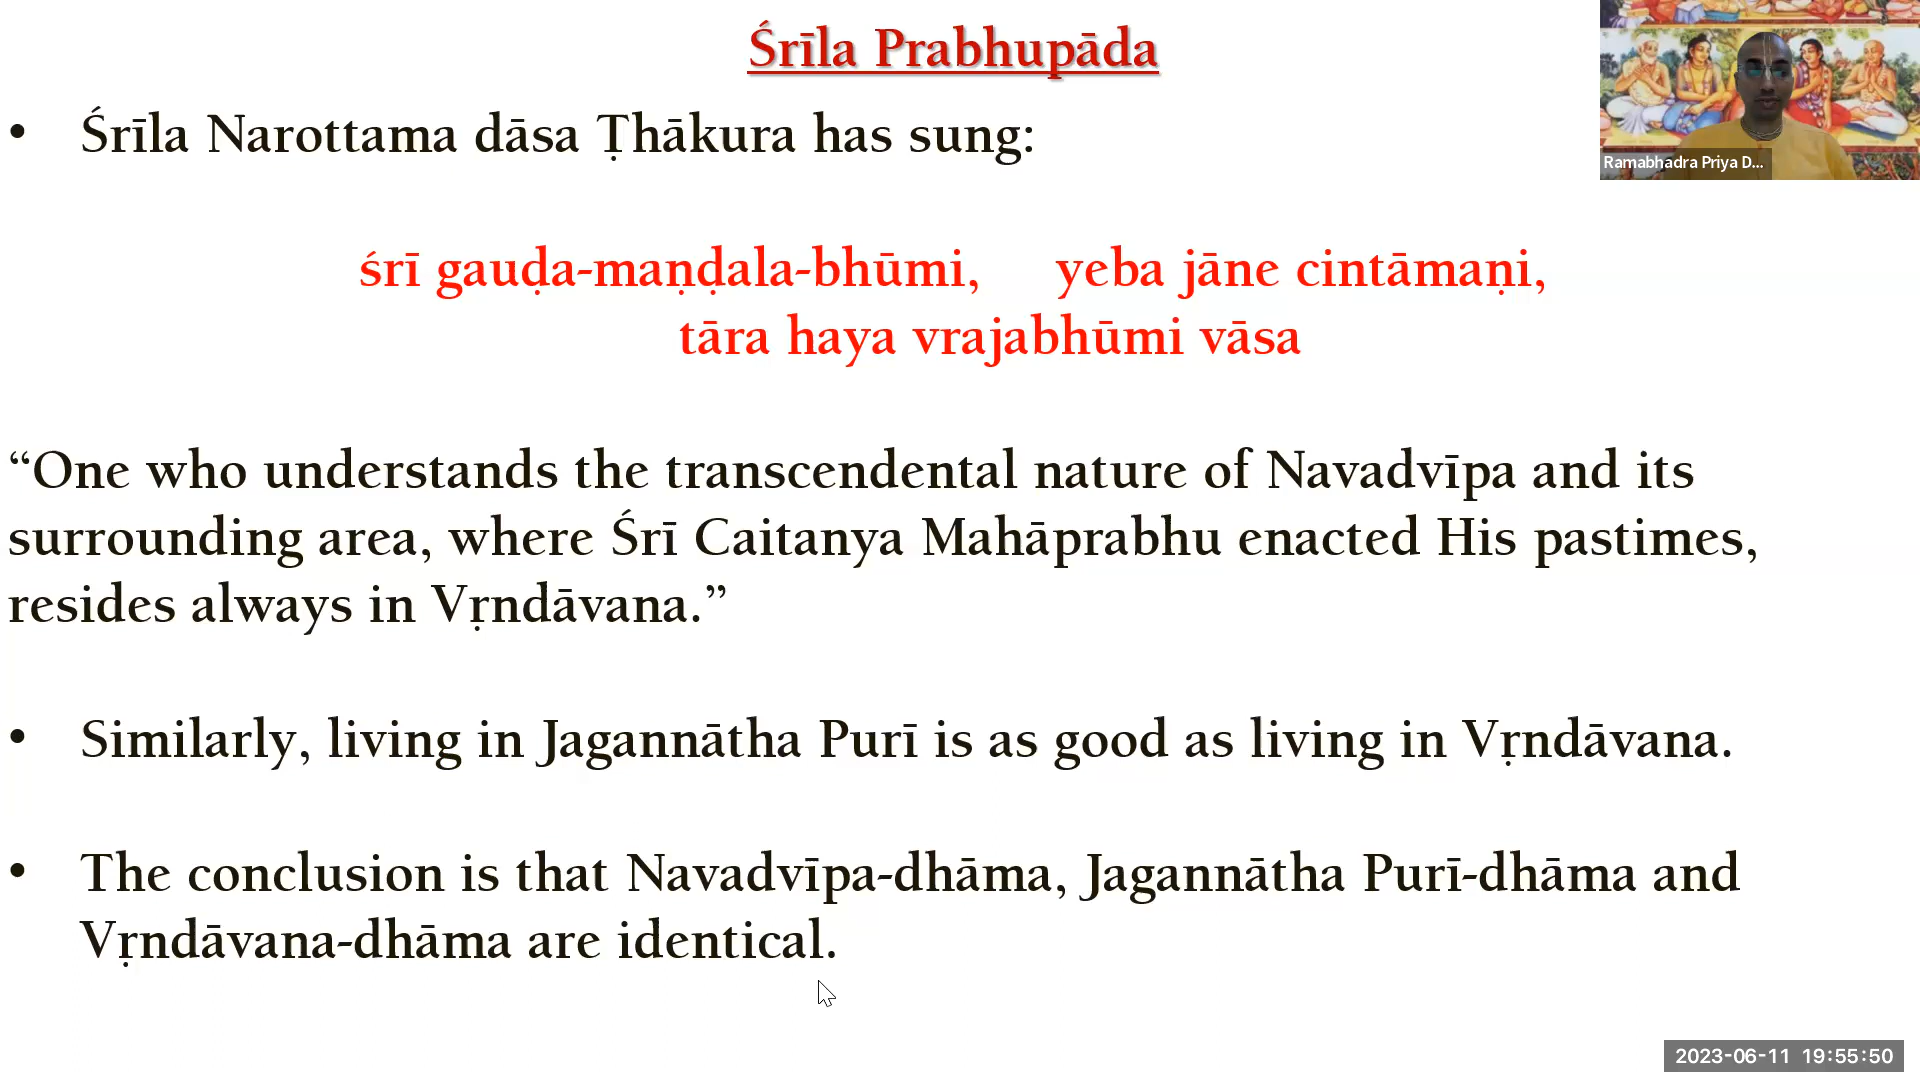 Śrīla Prabhupāda
• Śrīla Narottama dāsa Ṭhākura has sung:
śrī gauḍa-maṇḍala-bhūmi, yeba jāne cintāmaṇi,
tāra haya vrajabhūmi vāsa
“One who understands the transcendental nature of Navadvīpa and its
surrounding area, where Śrī Caitanya Mahāprabhu enacted His pastimes,
resides always in Vṛndāvana.”
• Similarly, living in Jagannātha Purī is as good as living in Vṛndāvana.
• The conclusion is that Navadvīpa-dhāma, Jagannātha Purī-dhāma and
Vṛndāvana-dhāma are identical.
Ramabhadra Priya D...
2023-06-11 19:55:50